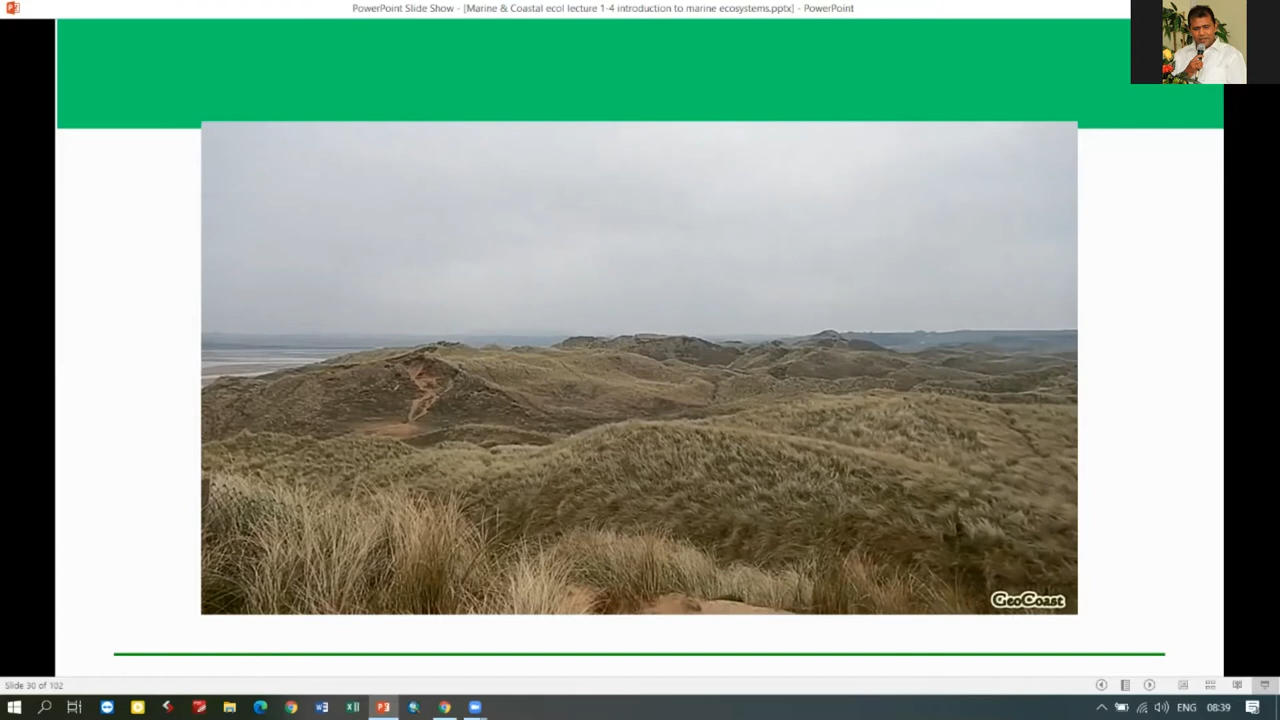 PowerPoint Slide Show - [Marine & Coastal ecol lecture 1-4 introduction to marine ecosystems.pptx] - PowerPoint
GeoCoast
Slide 30 of 102
ENG
08:39